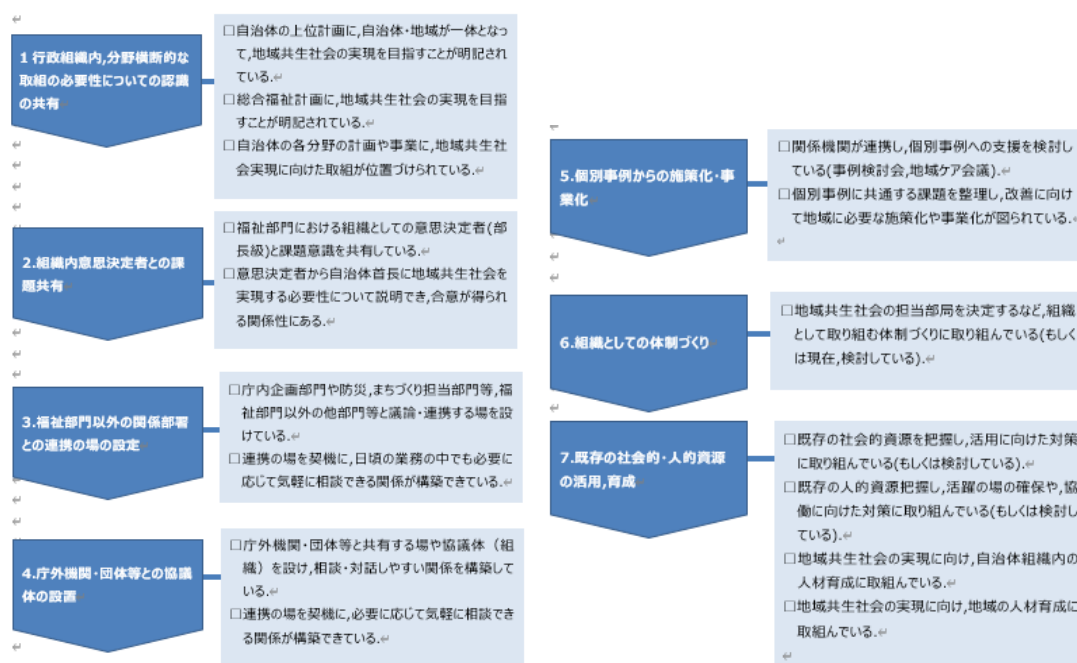 1 行政組織内,分野横断的な
取組の必要性についての認識
の共有
□自治体の上位計画に,自治体・地域が一体となっ
て,地域共生社会の実現を目指すことが明記され
ている.
□総合福祉計画に,地域共生社会の実現を目指
すことが明記されている.
□自治体の各分野の計画や事業に,地域共生社
会実現に向けた取組が位置づけられている.
2.組織内意思決定者との課
題共有
□福祉部門における組織としての意思決定者(部
長級)と課題意識を共有している.
□意思決定者から自治体首長に地域共生社会を
実現する必要性について説明でき,合意が得られ
る関係性にある.
3.福祉部門以外の関係部署
との連携の場の設定
□庁内企画部門や防災,まちづくり担当部門等,福
祉部門以外の他部門等と議論・連携する場を設
けている.
□連携の場を契機に,日頃の業務の中でも必要に
応じて気軽に相談できる関係が構築できている.
4.庁外機関・団体等との協議
体の設置
□庁外機関・団体等と共有する場や協議体（組
織）を設け,相談・対話しやすい関係を構築して
いる.
□連携の場を契機に,必要に応じて気軽に相談でき
る関係が構築できている.
5.個別事例からの施策化・事
業化
□関係機関が連携し,個別事例への支援を検討し
ている(事例検討会,地域ケア会議).
□個別事例に共通する課題を整理し,改善に向け
て地域に必要な施策化や事業化が図られている.
6.組織としての体制づくり
□地域共生社会の担当部局を決定するなど,組織
として取り組む体制づくりに取り組んでいる(もしく
は現在,検討している).
7.既存の社会的・人的資源
の活用,育成
□既存の社会的資源を把握し,活用に向けた対策
に取り組んでいる(もしくは検討している).
□既存の人的資源把握し,活躍の場の確保や,協
働に向けた対策に取り組んでいる(もしくは検討し
ている).
□地域共生社会の実現に向け,自治体組織内の
人材育成に取組んでいる.
□地域共生社会の実現に向け,地域の人材育成に
取組んでいる.